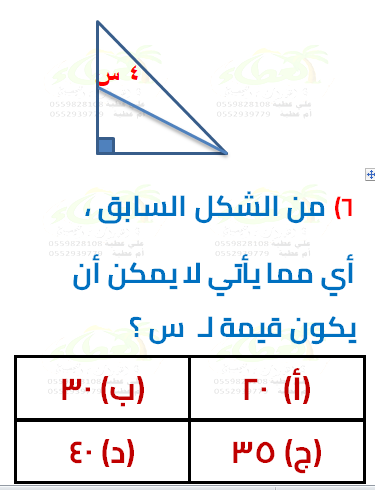 ٤ س
٦) من الشكل السابق ،
أي مما يأتي لا يمكن أن
يكون قيمة لـ س ؟
(أ) ٢٠ (ب) ٣٠
(ج) ٣٥ (د) ٤٠
علي عطية 0559828108
أم عطية 0552939779